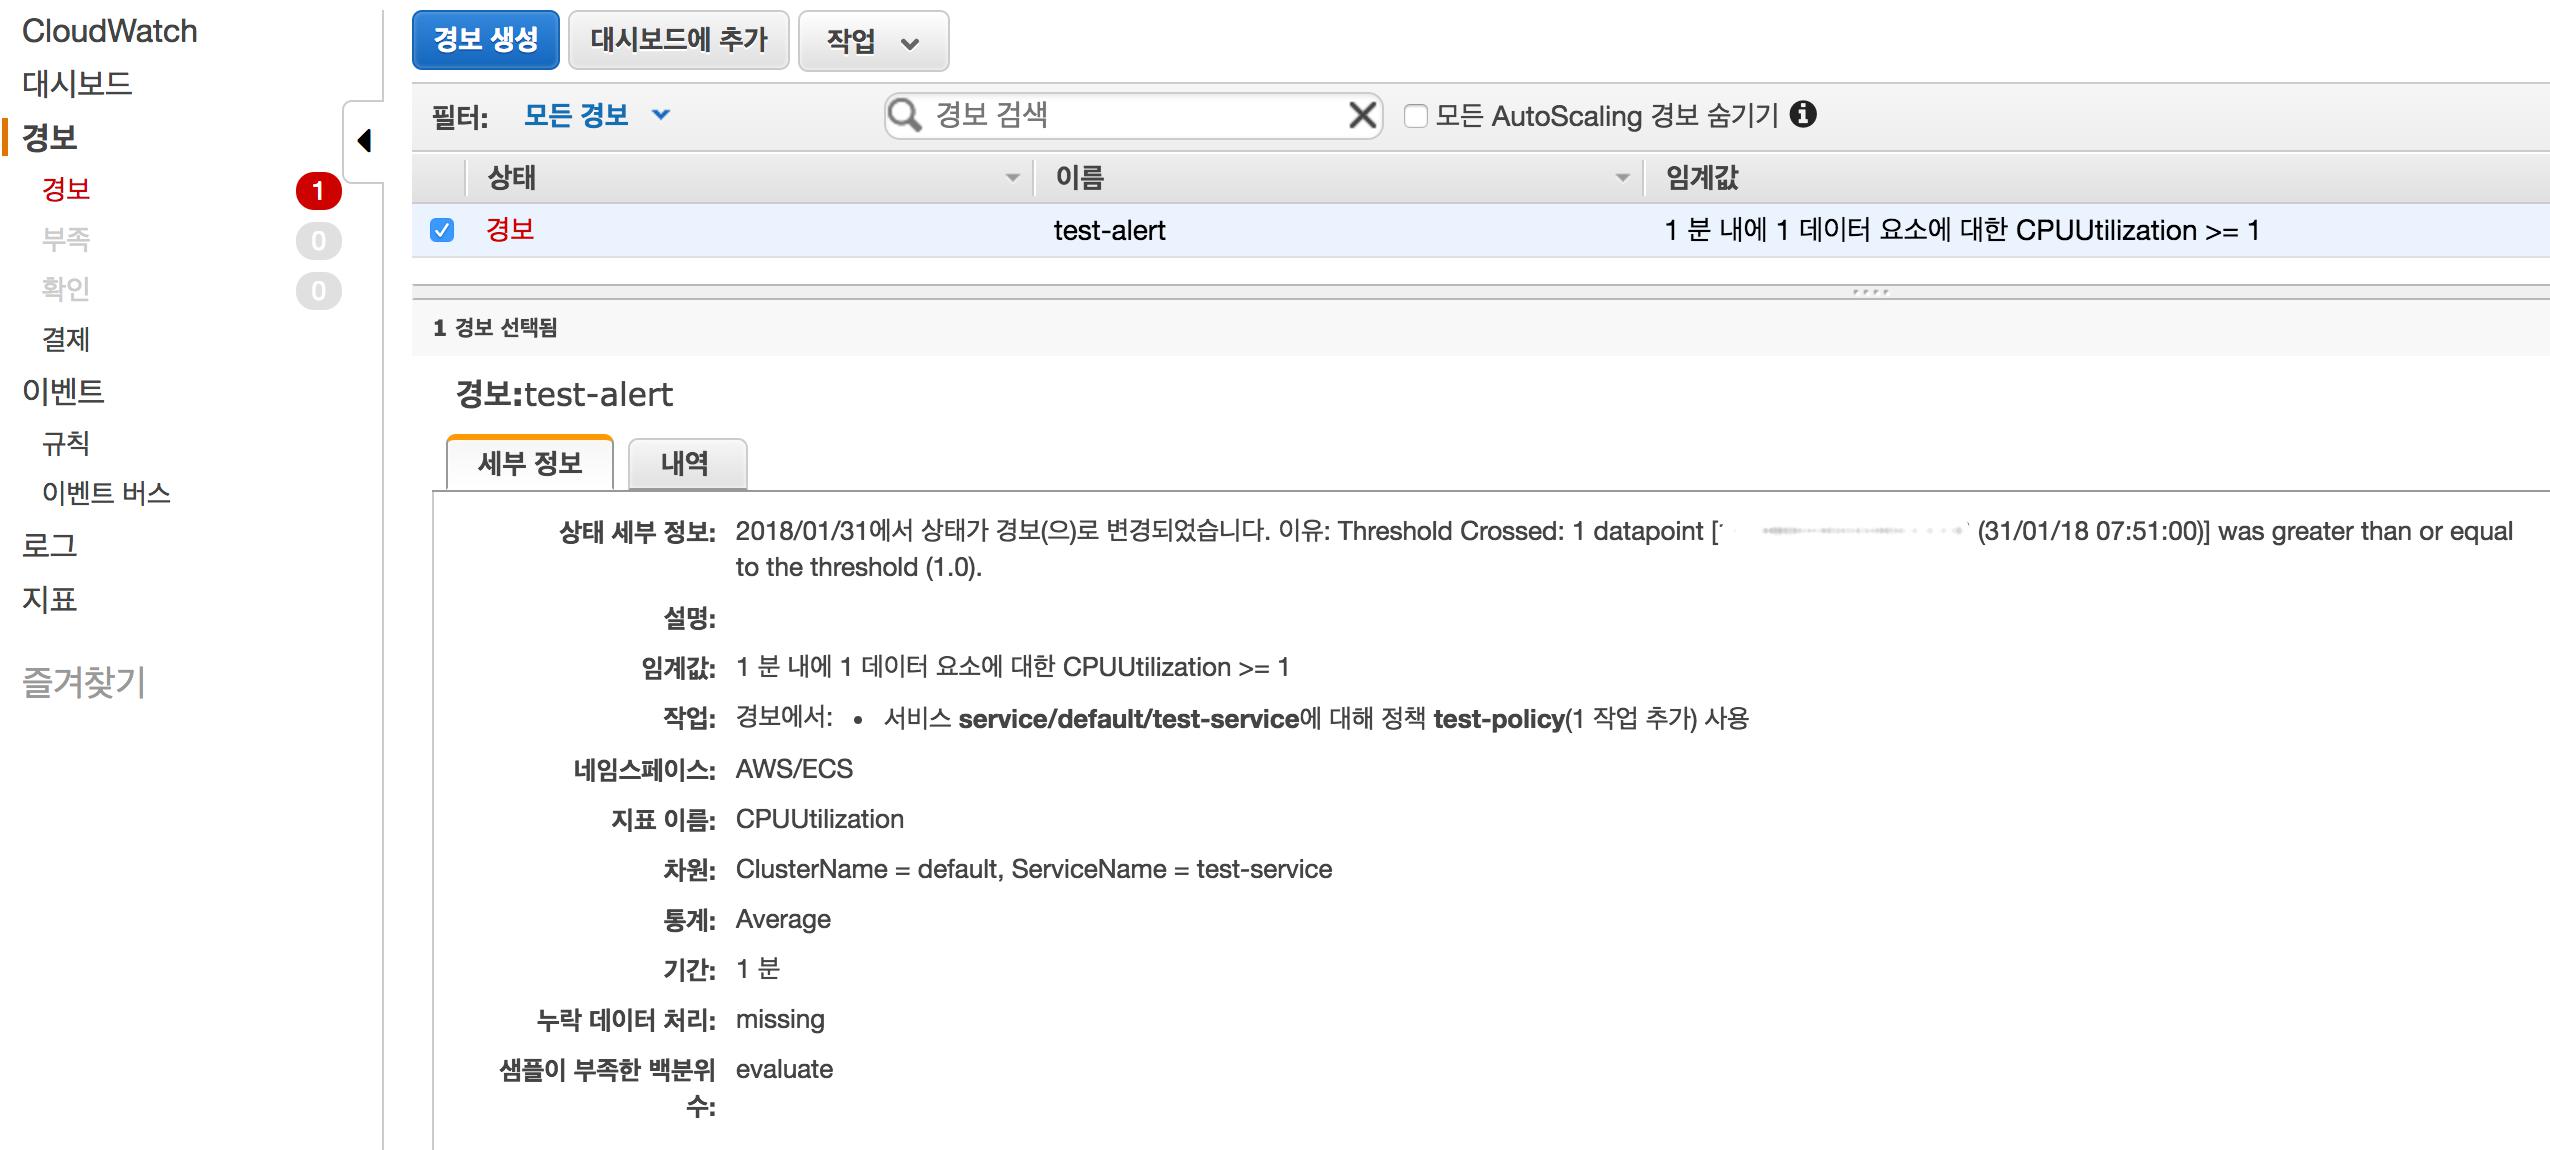 CloudWatch
대시보드
경보
경보 1
부족 0
확인 0
결제
이벤트
규칙
이벤트 버스
로그
지표
즐겨찾기
경보 생성 대시보드에 추가 작업
필터: 모든 경보 경보 검색 모든 AutoScaling 경보 숨기기
상태 이름 임계값
경보 test-alert 1 분 내에 1 데이터 요소에 대한 CPUUtilization >= 1
1 경보 선택됨
경보:test-alert
세부 정보 내역
상태 세부 정보: 2018/01/31에서 상태가 경보(으)로 변경되었습니다. 이유: Threshold Crossed: 1 datapoint [ (31/01/18 07:51:00)] was greater than or equal
to the threshold (1.0).
설명:
임계값: 1 분 내에 1 데이터 요소에 대한 CPUUtilization >= 1
작업: 경보에서: • 서비스 service/default/test-service에 대해 정책 test-policy(1 작업 추가) 사용
네임스페이스: AWS/ECS
지표 이름: CPUUtilization
차원: ClusterName = default, ServiceName = test-service
통계: Average
기간: 1 분
누락 데이터 처리: missing
샘플이 부족한 백분위 evaluate
수: